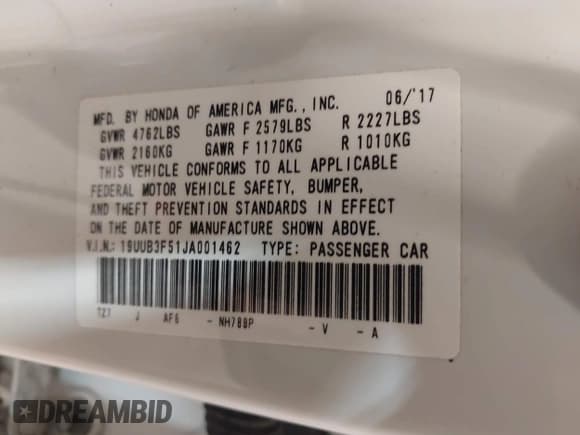 MFD. BY HONDA OF AMERICA MFG., INC. 06/'17
GVWR 4762LBS GAWR F 2579LBS R 2227LBS
GVWR 2160KG GAWR F 1170KG R 1010KG
THIS VEHICLE CONFORMS TO ALL APPLICABLE
FEDERAL MOTOR VEHICLE SAFETY, BUMPER,
AND THEFT PREVENTION STANDARDS IN EFFECT
ON THE DATE OF MANUFACTURE SHOWN ABOVE.
V.I.N.: 19UUB3F51JA001462 TYPE: PASSENGER CAR
TZ7 J AF6 - NH788P - V - A
DREAMBID